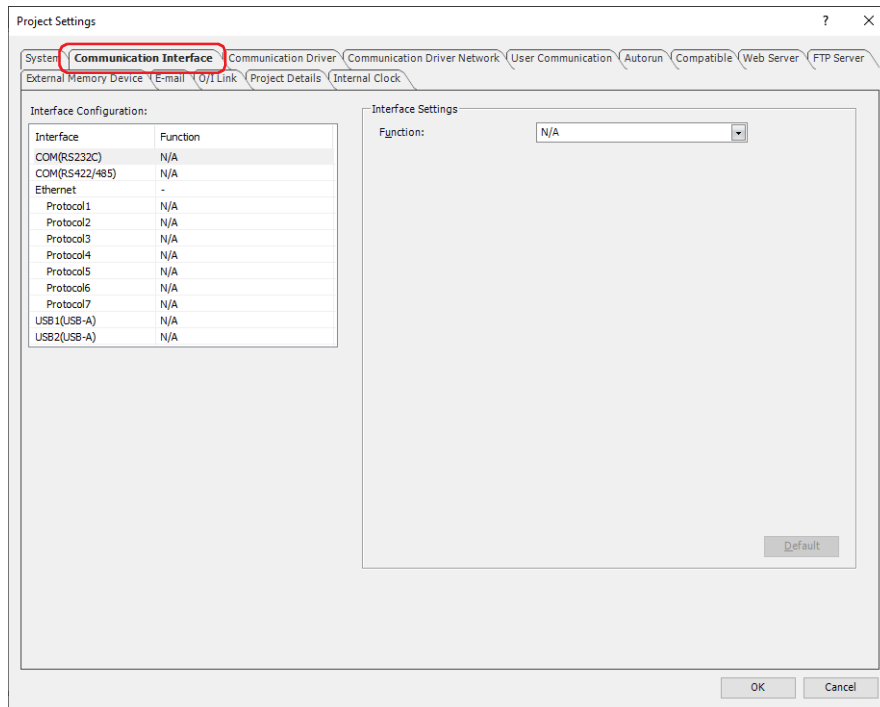 Project Settings ? ×
System Communication Interface Communication Driver Communication Driver Network User Communication Autorun Compatible Web Server FTP Server
External Memory Device E-mail O/I Link Project Details Internal Clock
Interface Configuration:
Interface Function
COM(RS232C) N/A
COM(RS422/485) N/A
Ethernet -
Protocol1 N/A
Protocol2 N/A
Protocol3 N/A
Protocol4 N/A
Protocol5 N/A
Protocol6 N/A
Protocol7 N/A
USB1(USB-A) N/A
USB2(USB-A) N/A
Interface Settings
Function: N/A
Default
OK Cancel